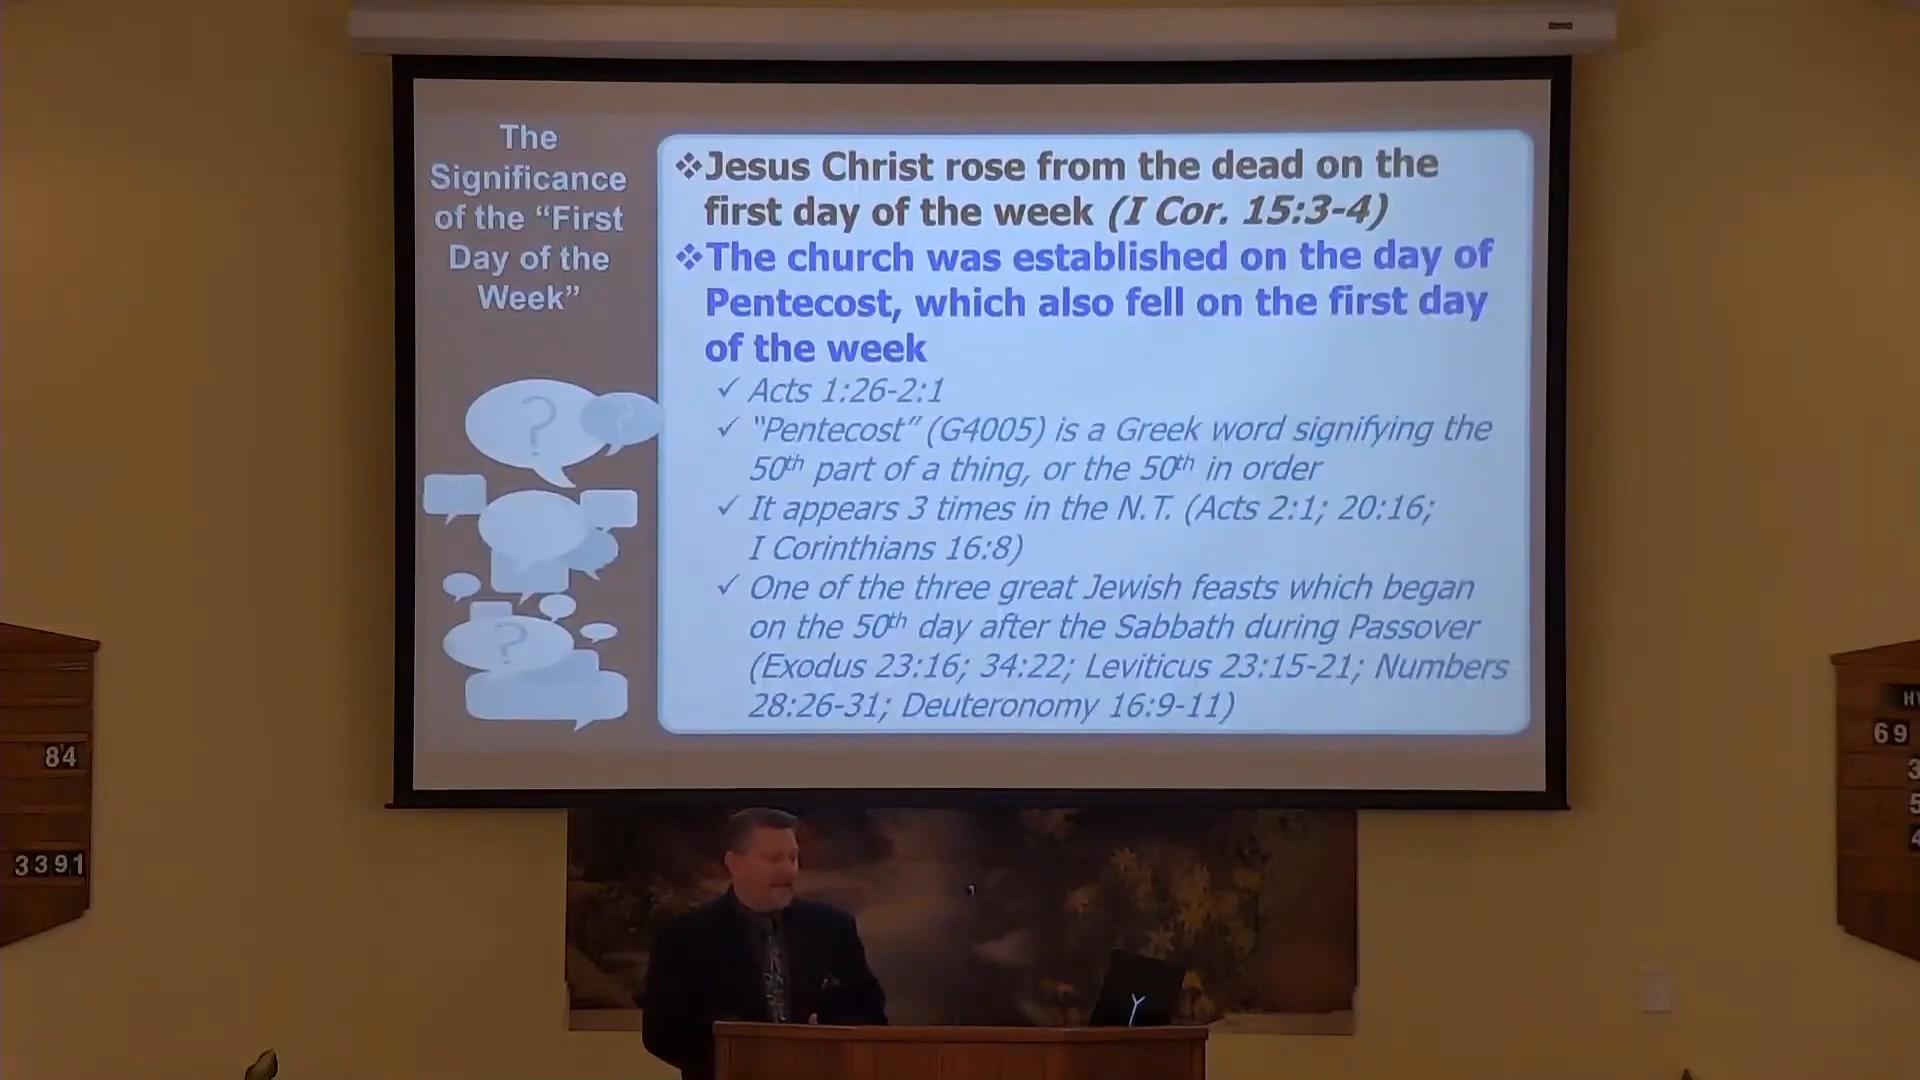 The
Significance
of the “First
Day of the
Week”
❖Jesus Christ rose from the dead on the
first day of the week (I Cor. 15:3-4)
❖The church was established on the day of
Pentecost, which also fell on the first day
of the week
✓ Acts 1:26-2:1
✓ “Pentecost” (G4005) is a Greek word signifying the
50th part of a thing, or the 50th in order
✓ It appears 3 times in the N.T. (Acts 2:1; 20:16;
I Corinthians 16:8)
✓ One of the three great Jewish feasts which began
on the 50th day after the Sabbath during Passover
(Exodus 23:16; 34:22; Leviticus 23:15-21; Numbers
28:26-31; Deuteronomy 16:9-11)
?
?
?
84
3391
69